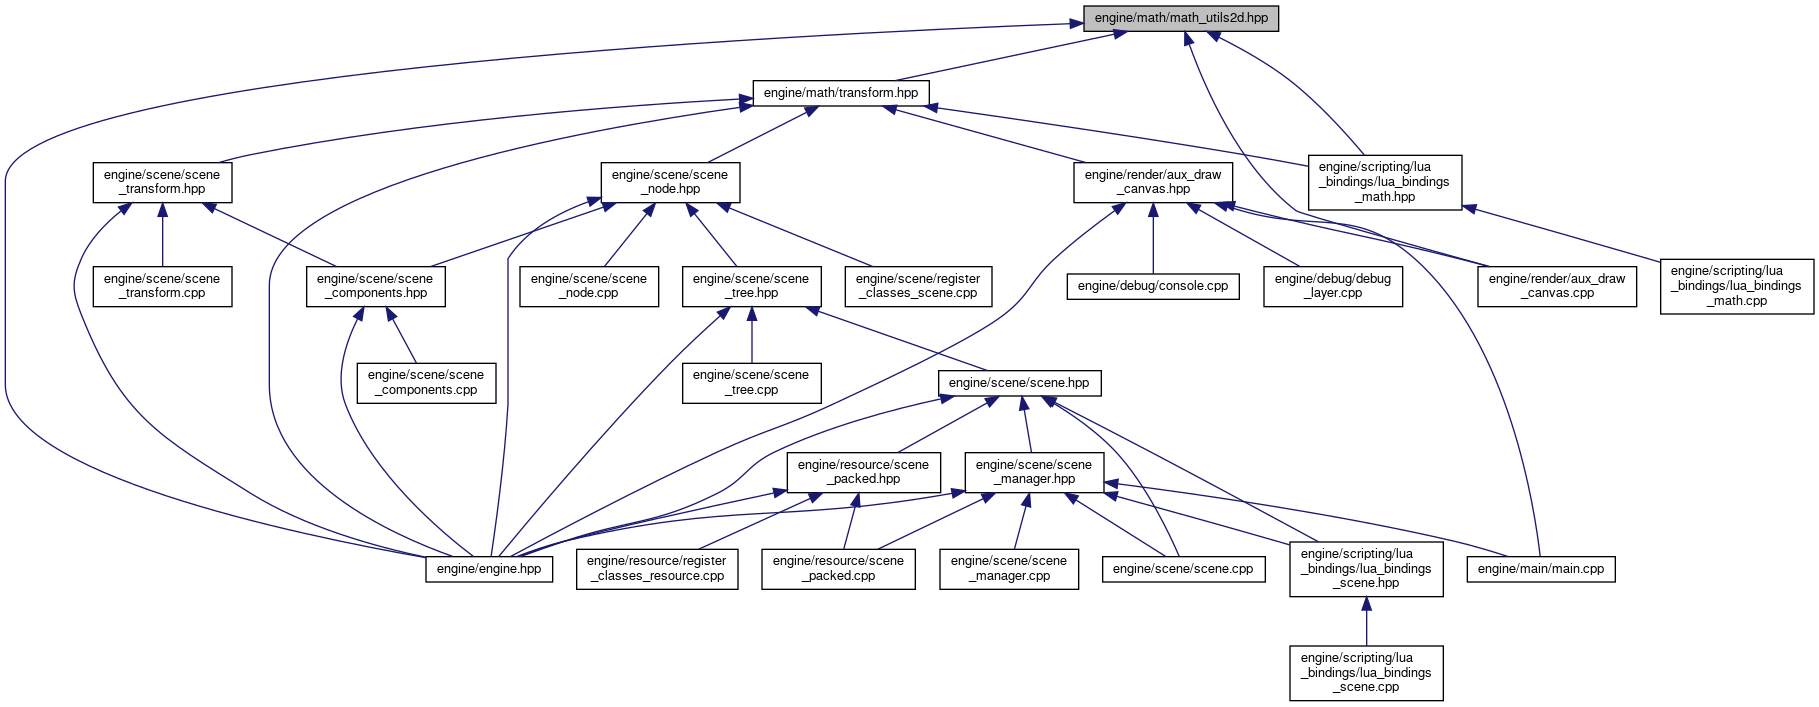 engine/math/math_utils2d.hpp
engine/math/transform.hpp
engine/scene/scene
_transform.hpp
engine/scene/scene
_node.hpp
engine/render/aux_draw
_canvas.hpp
engine/scripting/lua
_bindings/lua_bindings
_math.hpp
engine/scene/scene
_transform.cpp
engine/scene/scene
_components.hpp
engine/scene/scene
_node.cpp
engine/scene/scene
_tree.hpp
engine/scene/register
_classes_scene.cpp
engine/debug/console.cpp
engine/debug/debug
_layer.cpp
engine/render/aux_draw
_canvas.cpp
engine/scripting/lua
_bindings/lua_bindings
_math.cpp
engine/scene/scene
_components.cpp
engine/scene/scene
_tree.cpp
engine/scene/scene.hpp
engine/resource/scene
_packed.hpp
engine/scene/scene
_manager.hpp
engine/engine.hpp
engine/resource/register
_classes_resource.cpp
engine/resource/scene
_packed.cpp
engine/scene/scene
_manager.cpp
engine/scene/scene.cpp
engine/scripting/lua
_bindings/lua_bindings
_scene.hpp
engine/main/main.cpp
engine/scripting/lua
_bindings/lua_bindings
_scene.cpp